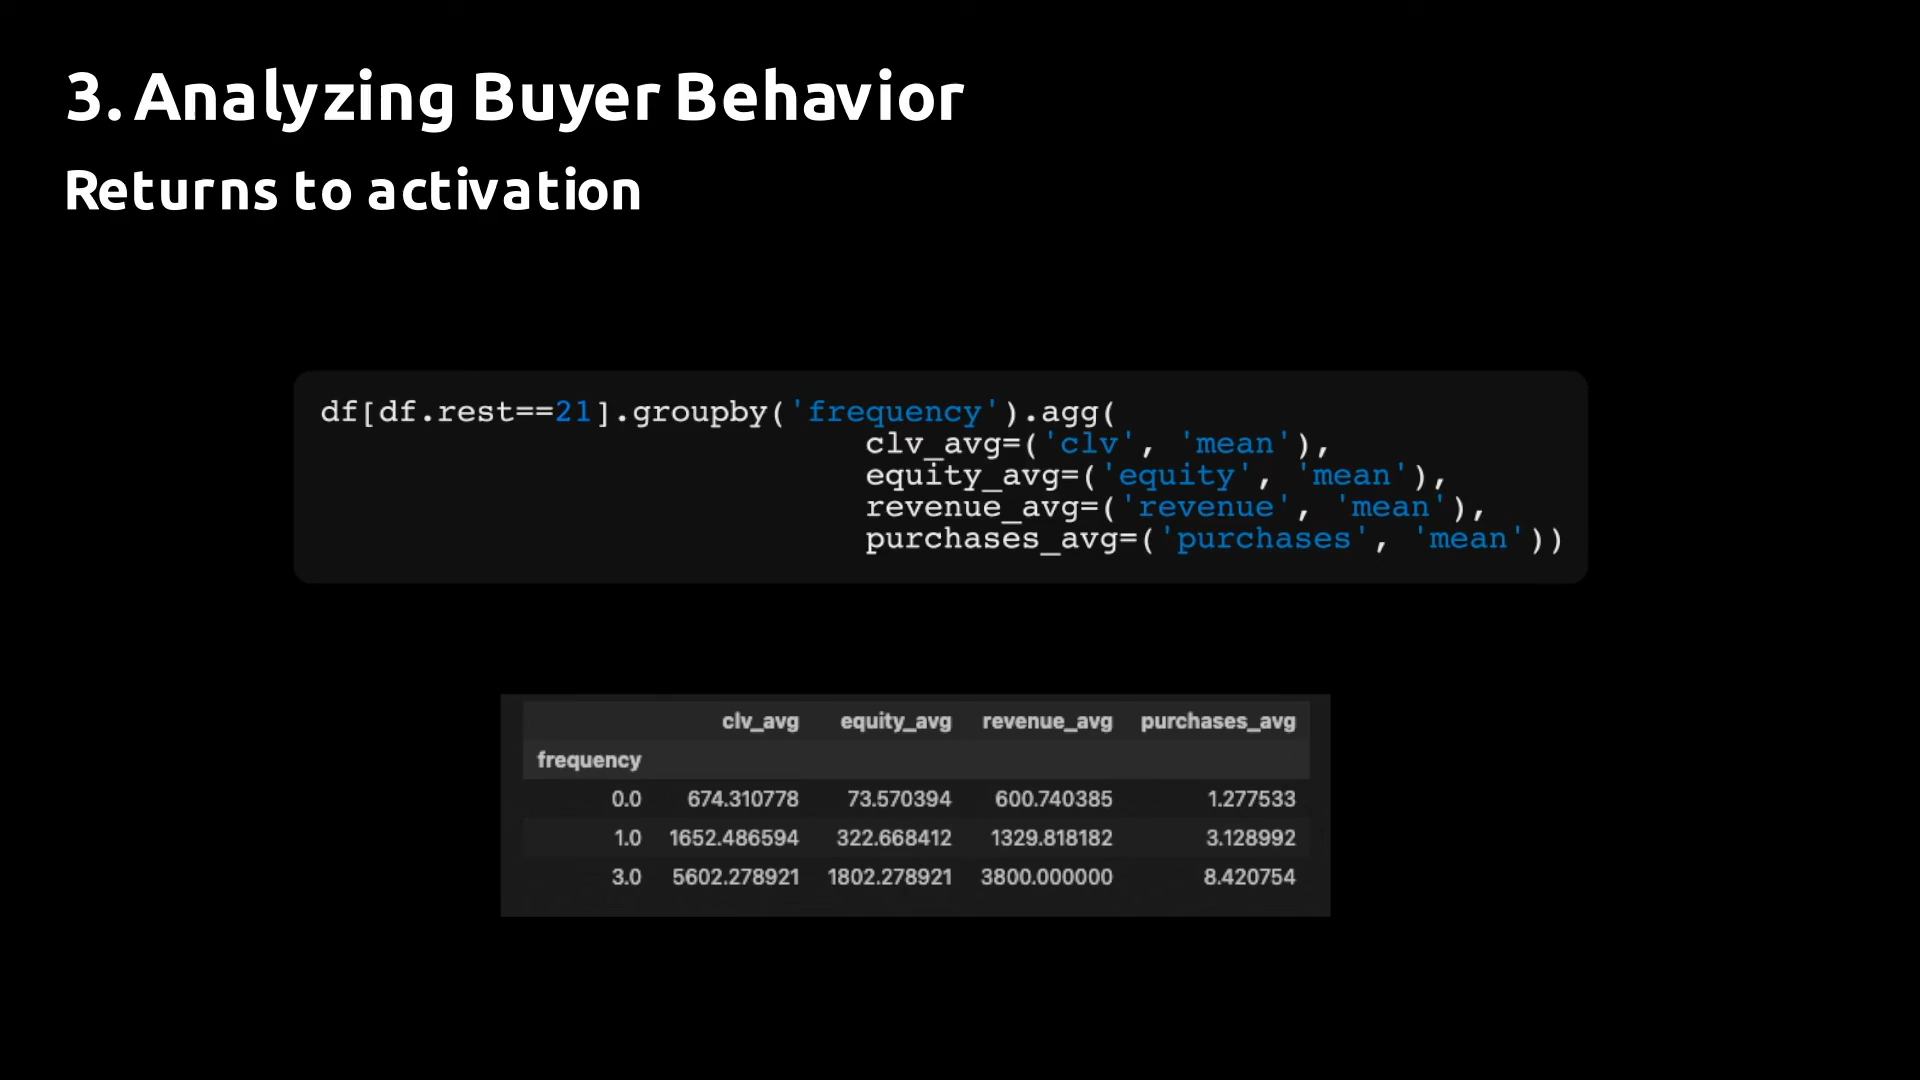 3. Analyzing Buyer Behavior
Returns to activation
df[df.rest==21].groupby('frequency').agg(
clv_avg=('clv', 'mean'),
equity_avg=('equity', 'mean'),
revenue_avg=('revenue', 'mean'),
purchases_avg=('purchases', 'mean'))
clv_avg equity_avg revenue_avg purchases_avg
frequency
0.0 674.310778 73.570394 600.740385 1.277533
1.0 1652.486594 322.668412 1329.818182 3.128992
3.0 5602.278921 1802.278921 3800.000000 8.420754